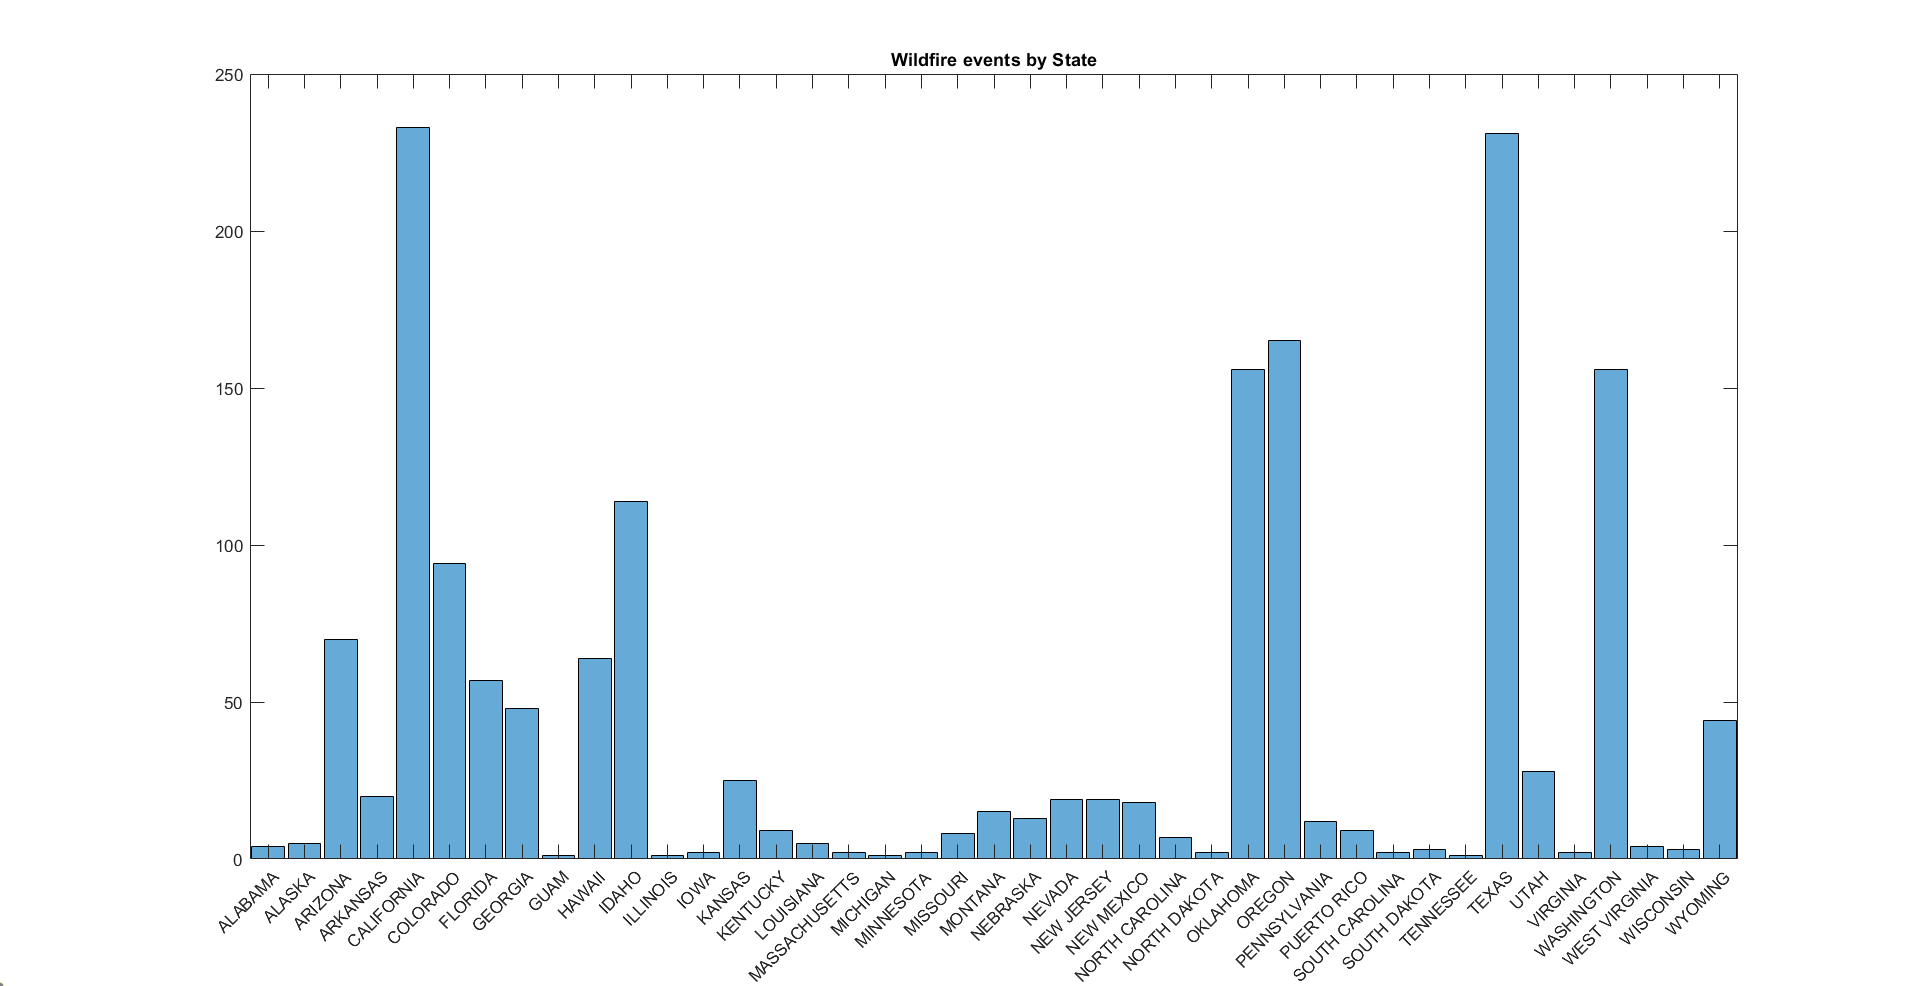 Wildfire events by State
250
200
150
100
50
0
ALABAMA
ALASKA
ARIZONA
ARKANSAS
CALIFORNIA
COLORADO
FLORIDA
GEORGIA
GUAM
HAWAII
IDAHO
ILLINOIS
IOWA
KANSAS
KENTUCKY
LOUISIANA
MASSACHUSETTS
MICHIGAN
MINNESOTA
MISSOURI
MONTANA
NEBRASKA
NEVADA
NEW JERSEY
NEW MEXICO
NORTH CAROLINA
NORTH DAKOTA
OKLAHOMA
OREGON
PENNSYLVANIA
PUERTO RICO
SOUTH CAROLINA
SOUTH DAKOTA
TENNESSEE
TEXAS
UTAH
VIRGINIA
WASHINGTON
WEST VIRGINIA
WISCONSIN
WYOMING